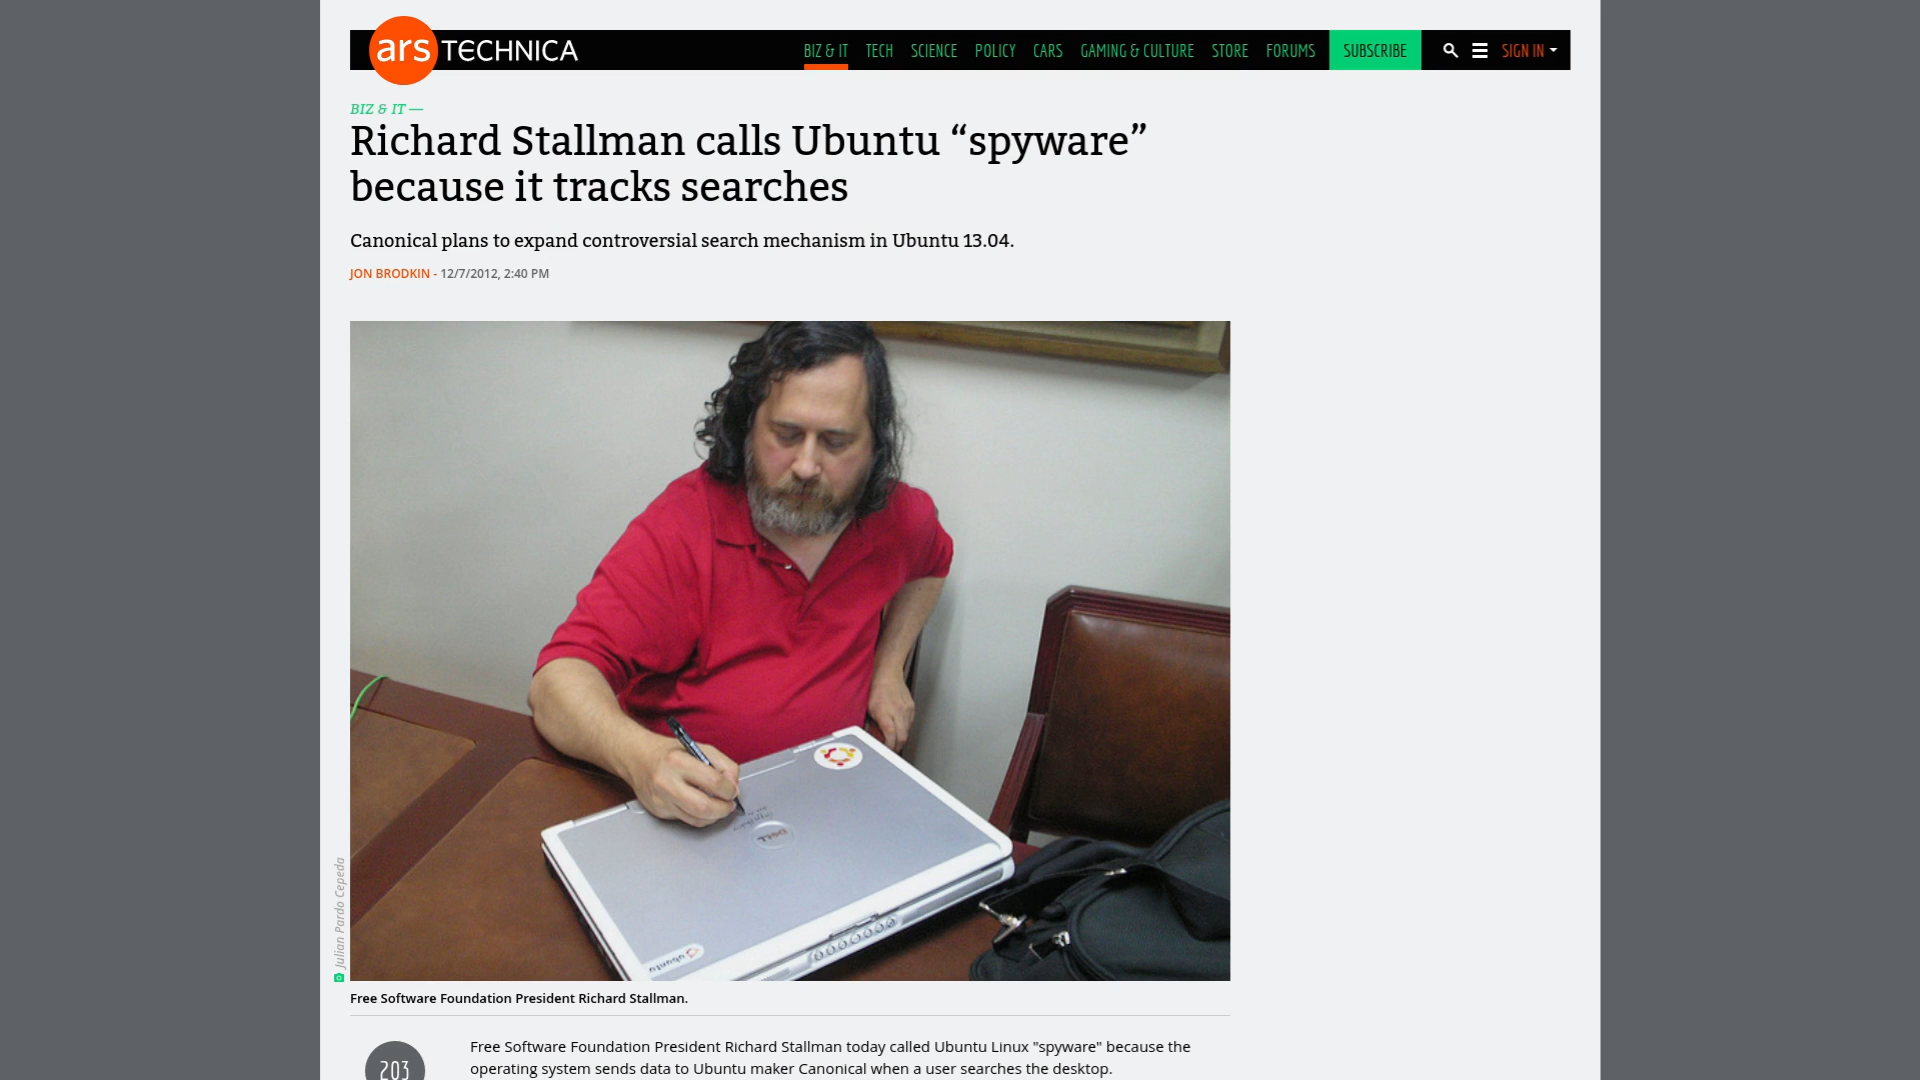 ars TECHNICA
BIZ & IT TECH SCIENCE POLICY CARS GAMING & CULTURE STORE FORUMS SUBSCRIBE SIGN IN
BIZ & IT —
Richard Stallman calls Ubuntu “spyware”
because it tracks searches
Canonical plans to expand controversial search mechanism in Ubuntu 13.04.
JON BRODKIN - 12/7/2012, 2:40 PM
DELL
ubuntu
Julian Pardo Cepeda
Free Software Foundation President Richard Stallman.
203
Free Software Foundation President Richard Stallman today called Ubuntu Linux "spyware" because the
operating system sends data to Ubuntu maker Canonical when a user searches the desktop.